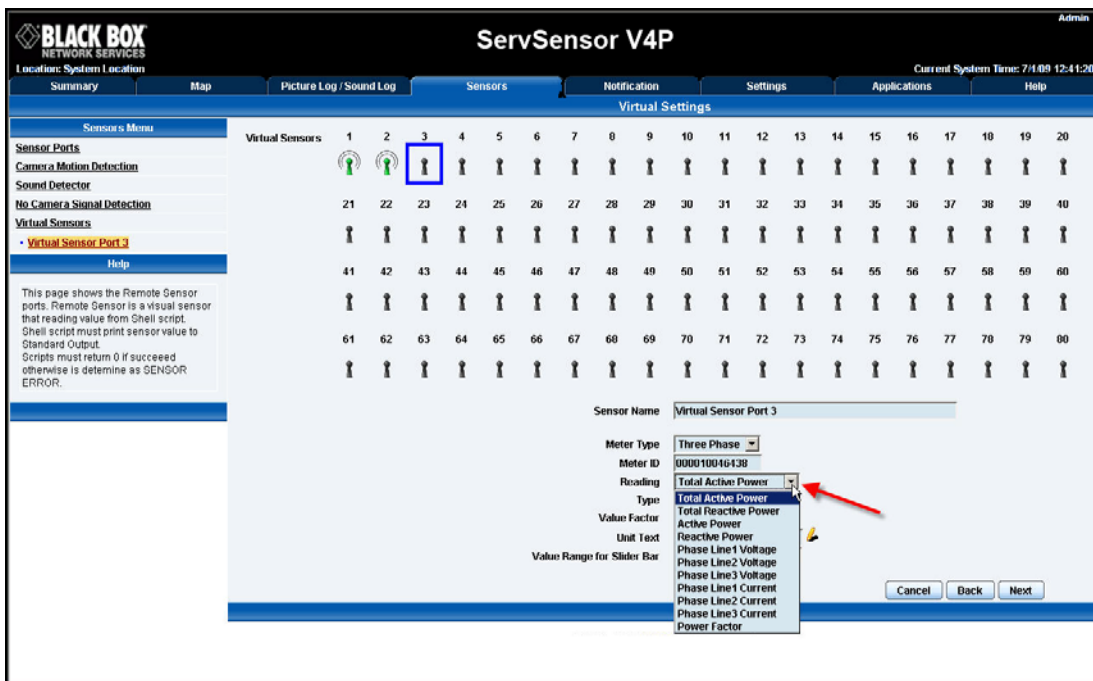 Admin
BLACK BOX
NETWORK SERVICES
ServSensor V4P
Location: System Location
Current System Time: 7/1/09 12:41:20
Summary Map Picture Log / Sound Log Sensors Notification Settings Applications Help
Virtual Settings
Sensors Menu
Sensor Ports
Camera Motion Detection
Sound Detector
No Camera Signal Detection
Virtual Sensors
Virtual Sensor Port 3
Help
This page shows the Remote Sensor
ports. Remote Sensor is a visual sensor
that reading value from Shell script.
Shell script must print sensor value to
Standard Output.
Scripts must return 0 if succeeed
otherwise is detemine as SENSOR
ERROR.
Virtual Sensors 1 2 3 4 5 6 7 8 9 10 11 12 13 14 15 16 17 18 19 20
21 22 23 24 25 26 27 28 29 30 31 32 33 34 35 36 37 38 39 40
41 42 43 44 45 46 47 48 49 50 51 52 53 54 55 56 57 58 59 60
61 62 63 64 65 66 67 68 69 70 71 72 73 74 75 76 77 78 79 80
Sensor Name Virtual Sensor Port 3
Meter Type Three Phase
Meter ID 000010046438
Reading Total Active Power
Type
Value Factor
Unit Text
Value Range for Slider Bar
Total Active Power
Total Reactive Power
Active Power
Reactive Power
Phase Line1 Voltage
Phase Line2 Voltage
Phase Line3 Voltage
Phase Line1 Current
Phase Line2 Current
Phase Line3 Current
Power Factor
Cancel Back Next